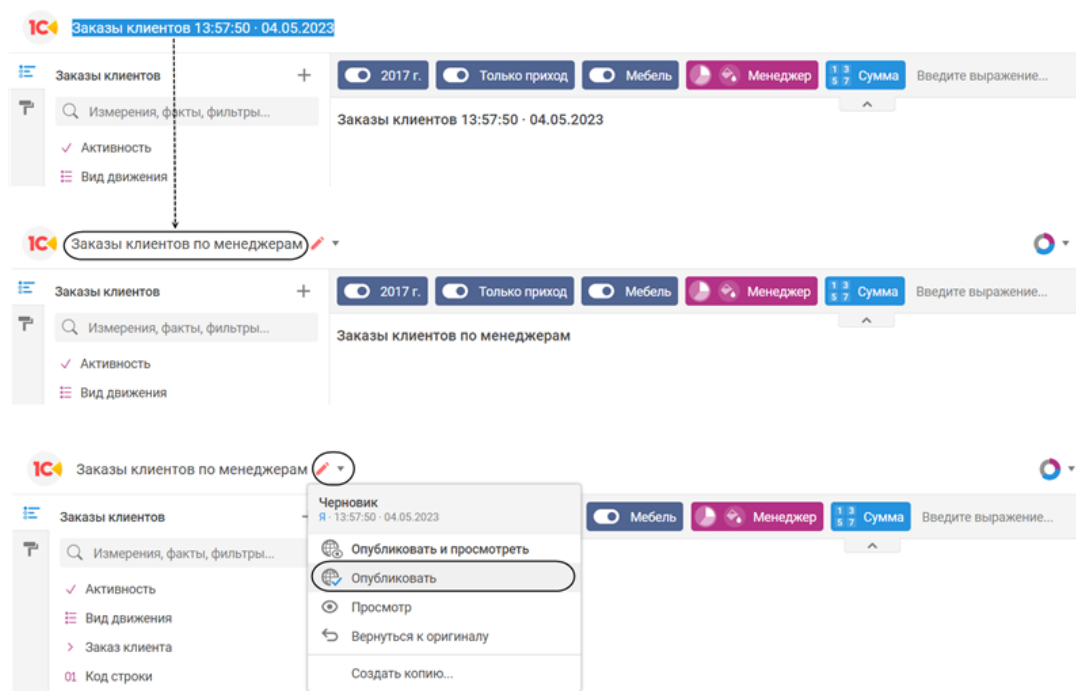 1С Заказы клиентов 13:57:50 · 04.05.2023
Заказы клиентов + 2017 г. Только приход Мебель Менеджер 1 3 5 7 Сумма Введите выражение...
Измерения, факты, фильтры...
Заказы клиентов 13:57:50 · 04.05.2023
Активность
Вид движения
1С Заказы клиентов по менеджерам
Заказы клиентов + 2017 г. Только приход Мебель Менеджер 1 3 5 7 Сумма Введите выражение...
Измерения, факты, фильтры...
Заказы клиентов по менеджерам
Активность
Вид движения
1С Заказы клиентов по менеджерам
Черновик
Я · 13:57:50 · 04.05.2023
Заказы клиентов Мебель Менеджер 1 3 5 7 Сумма Введите выражение...
Измерения, факты, фильтры...
Опубликовать и просмотреть
Опубликовать
Активность
Просмотр
Вид движения
Вернуться к оригиналу
Заказ клиента
01 Код строки
Создать копию...